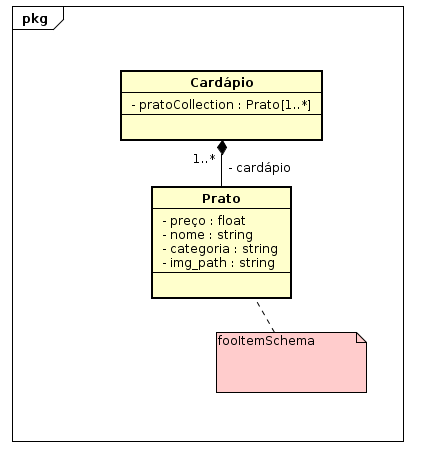 pkg
Cardápio
- pratoCollection : Prato[1..*]
1..*
- cardápio
Prato
- preço : float
- nome : string
- categoria : string
- img_path : string
fooItemSchema